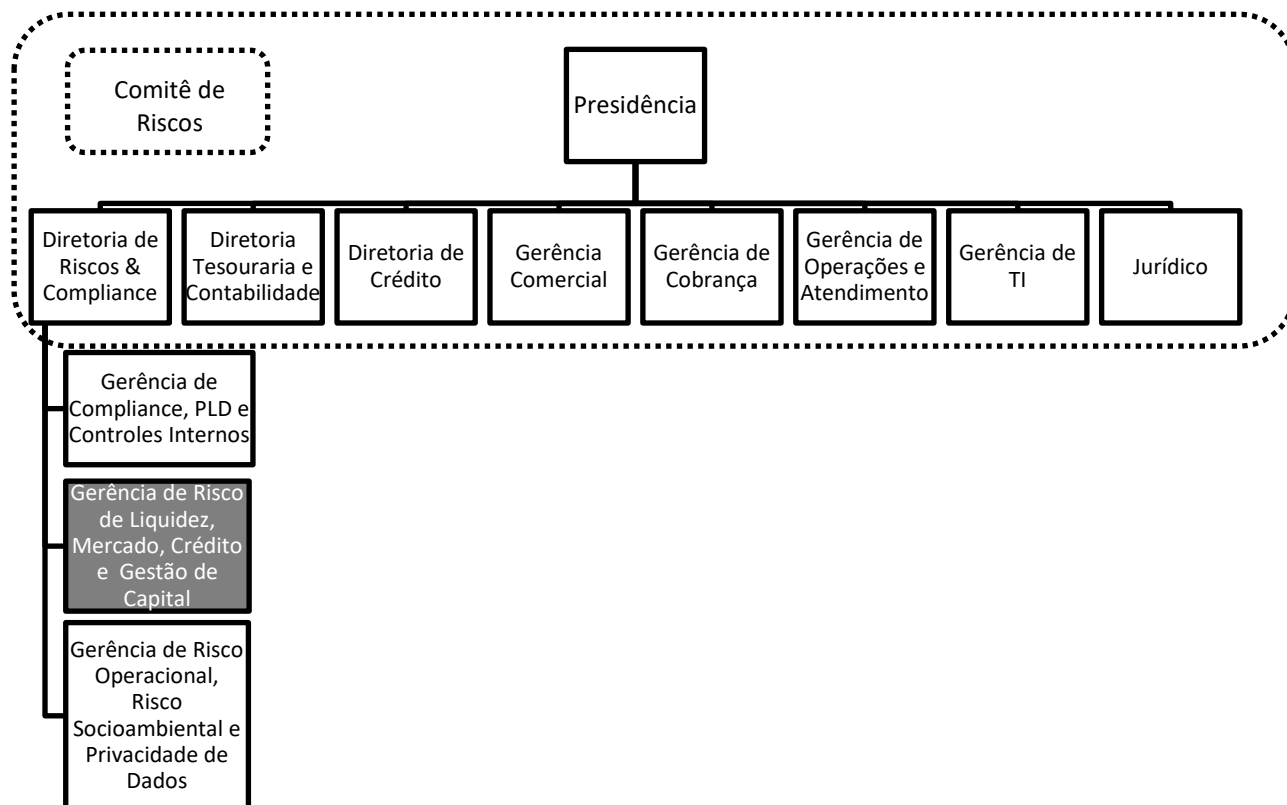 Comitê de
Riscos
Presidência
Diretoria de
Riscos &
Compliance
Diretoria
Tesouraria e
Contabilidade
Diretoria de
Crédito
Gerência
Comercial
Gerência de
Cobrança
Gerência de
Operações e
Atendimento
Gerência de
TI
Jurídico
Gerência de
Compliance, PLD e
Controles Internos
Gerência de Risco
de Liquidez,
Mercado, Crédito
e Gestão de
Capital
Gerência de Risco
Operacional,
Risco
Socioambiental e
Privacidade de
Dados